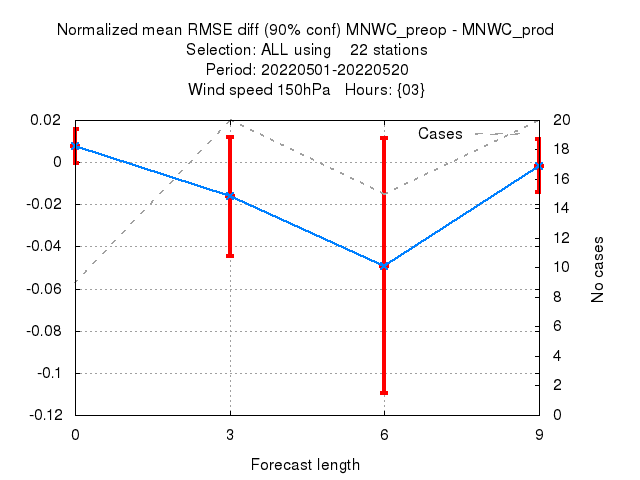 Normalized mean RMSE diff (90% conf) MNWC_preop - MNWC_prod
Selection: ALL using 22 stations
Period: 20220501-20220520
Wind speed 150hPa Hours: {03}
0.02
0
-0.02
-0.04
-0.06
-0.08
-0.1
-0.12
Cases
20
18
16
14
12
10
8
6
4
2
0
No cases
0 3 6 9
Forecast length